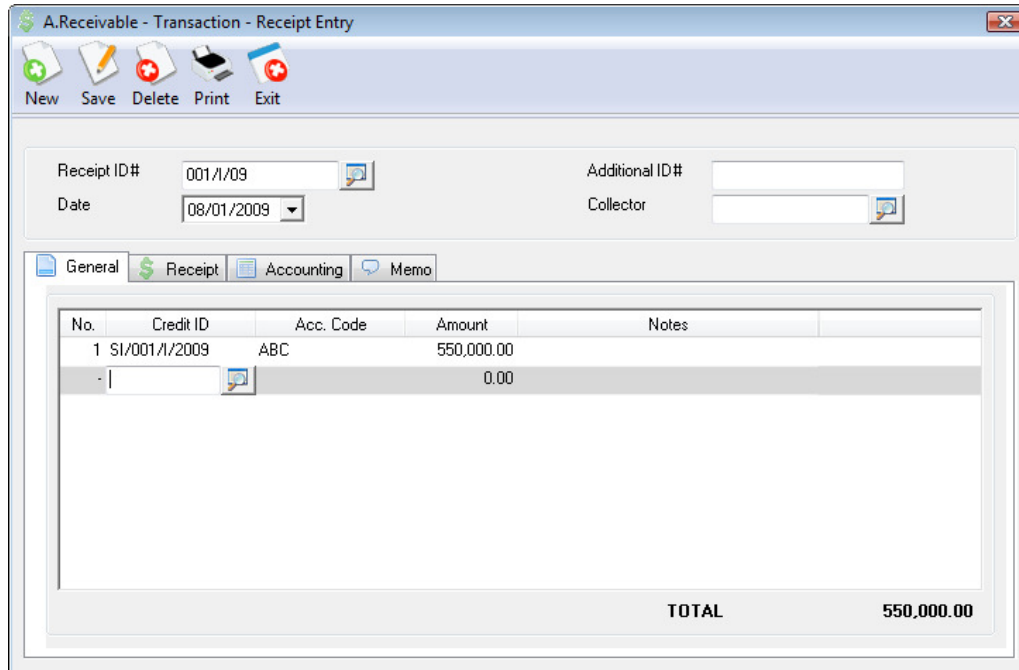 A.Receivable - Transaction - Receipt Entry
New Save Delete Print Exit
Receipt ID# 001/I/09 Additional ID#
Date 08/01/2009 Collector
General Receipt Accounting Memo
No. Credit ID Acc. Code Amount Notes
1 SI/001/I/2009 ABC 550,000.00
- 0.00
TOTAL 550,000.00